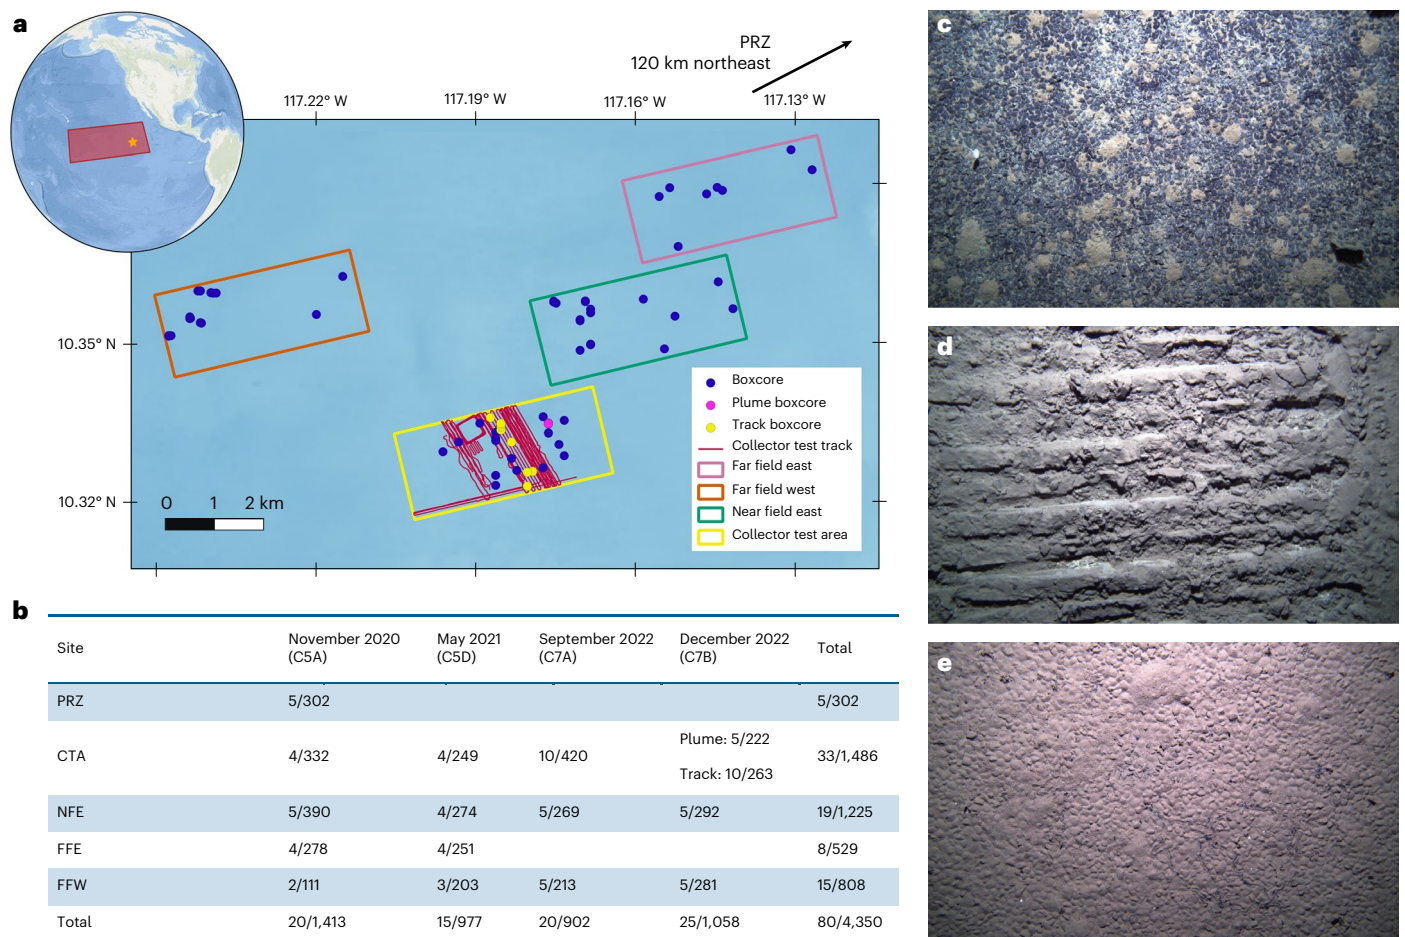 a
PRZ
120 km northeast
117.22° W
117.19° W
117.16° W
117.13° W
10.35° N
10.32° N
0 1 2 km
Boxcore
Plume boxcore
Track boxcore
Collector test track
Far field east
Far field west
Near field east
Collector test area
b
Site
November 2020 (C5A)
May 2021 (C5D)
September 2022 (C7A)
December 2022 (C7B)
Total
PRZ 5/302 5/302
CTA 4/332 4/249 10/420 Plume: 5/222 Track: 10/263 33/1,486
NFE 5/390 4/274 5/269 5/292 19/1,225
FFE 4/278 4/251 8/529
FFW 2/111 3/203 5/213 5/281 15/808
Total 20/1,413 15/977 20/902 25/1,058 80/4,350
c
d
e